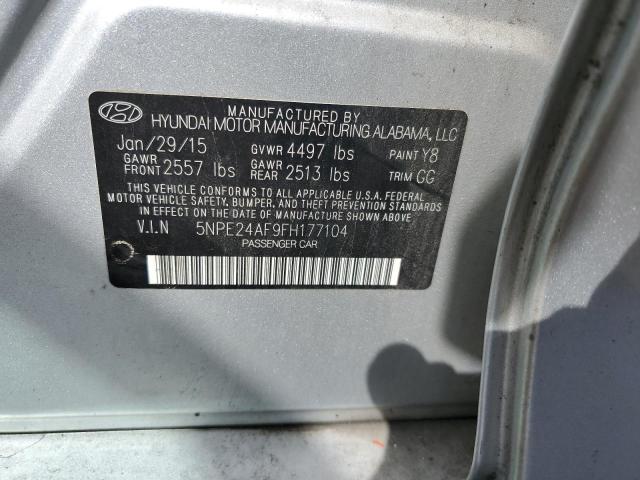 MANUFACTURED BY
HYUNDAI MOTOR MANUFACTURING ALABAMA, LLC
Jan/29/15 GVWR 4497 lbs PAINT Y8
GAWR FRONT 2557 lbs GAWR REAR 2513 lbs TRIM GG
THIS VEHICLE CONFORMS TO ALL APPLICABLE U.S.A. FEDERAL
MOTOR VEHICLE SAFETY, BUMPER, AND THEFT PREVENTION STANDARDS
IN EFFECT ON THE DATE OF MANUFACTURE SHOWN ABOVE.
V.I.N 5NPE24AF9FH177104
PASSENGER CAR